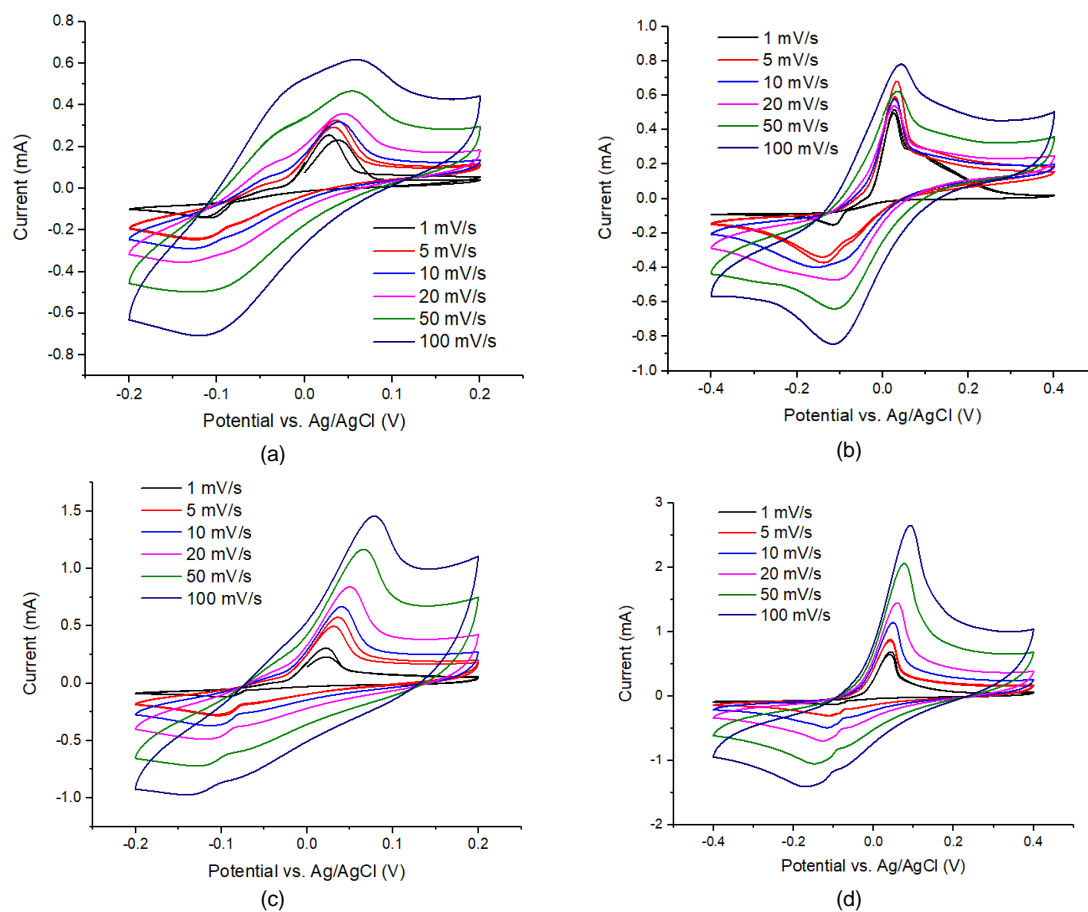 0.8
0.6
0.4
0.2
0.0
-0.2
-0.4
-0.6
-0.8
Current (mA)
1 mV/s
5 mV/s
10 mV/s
20 mV/s
50 mV/s
100 mV/s
-0.2 -0.1 0.0 0.1 0.2
Potential vs. Ag/AgCl (V)
(a)
1.0
0.8
0.6
0.4
0.2
0.0
-0.2
-0.4
-0.6
-0.8
-1.0
Current (mA)
1 mV/s
5 mV/s
10 mV/s
20 mV/s
50 mV/s
100 mV/s
-0.4 -0.2 0.0 0.2 0.4
Potential vs. Ag/AgCl (V)
(b)
1.5
1.0
0.5
0.0
-0.5
-1.0
Current (mA)
1 mV/s
5 mV/s
10 mV/s
20 mV/s
50 mV/s
100 mV/s
-0.2 -0.1 0.0 0.1 0.2
Potential vs. Ag/AgCl (V)
(c)
3
2
1
0
-1
-2
Current (mA)
1 mV/s
5 mV/s
10 mV/s
20 mV/s
50 mV/s
100 mV/s
-0.4 -0.2 0.0 0.2 0.4
Potential vs. Ag/AgCl (V)
(d)